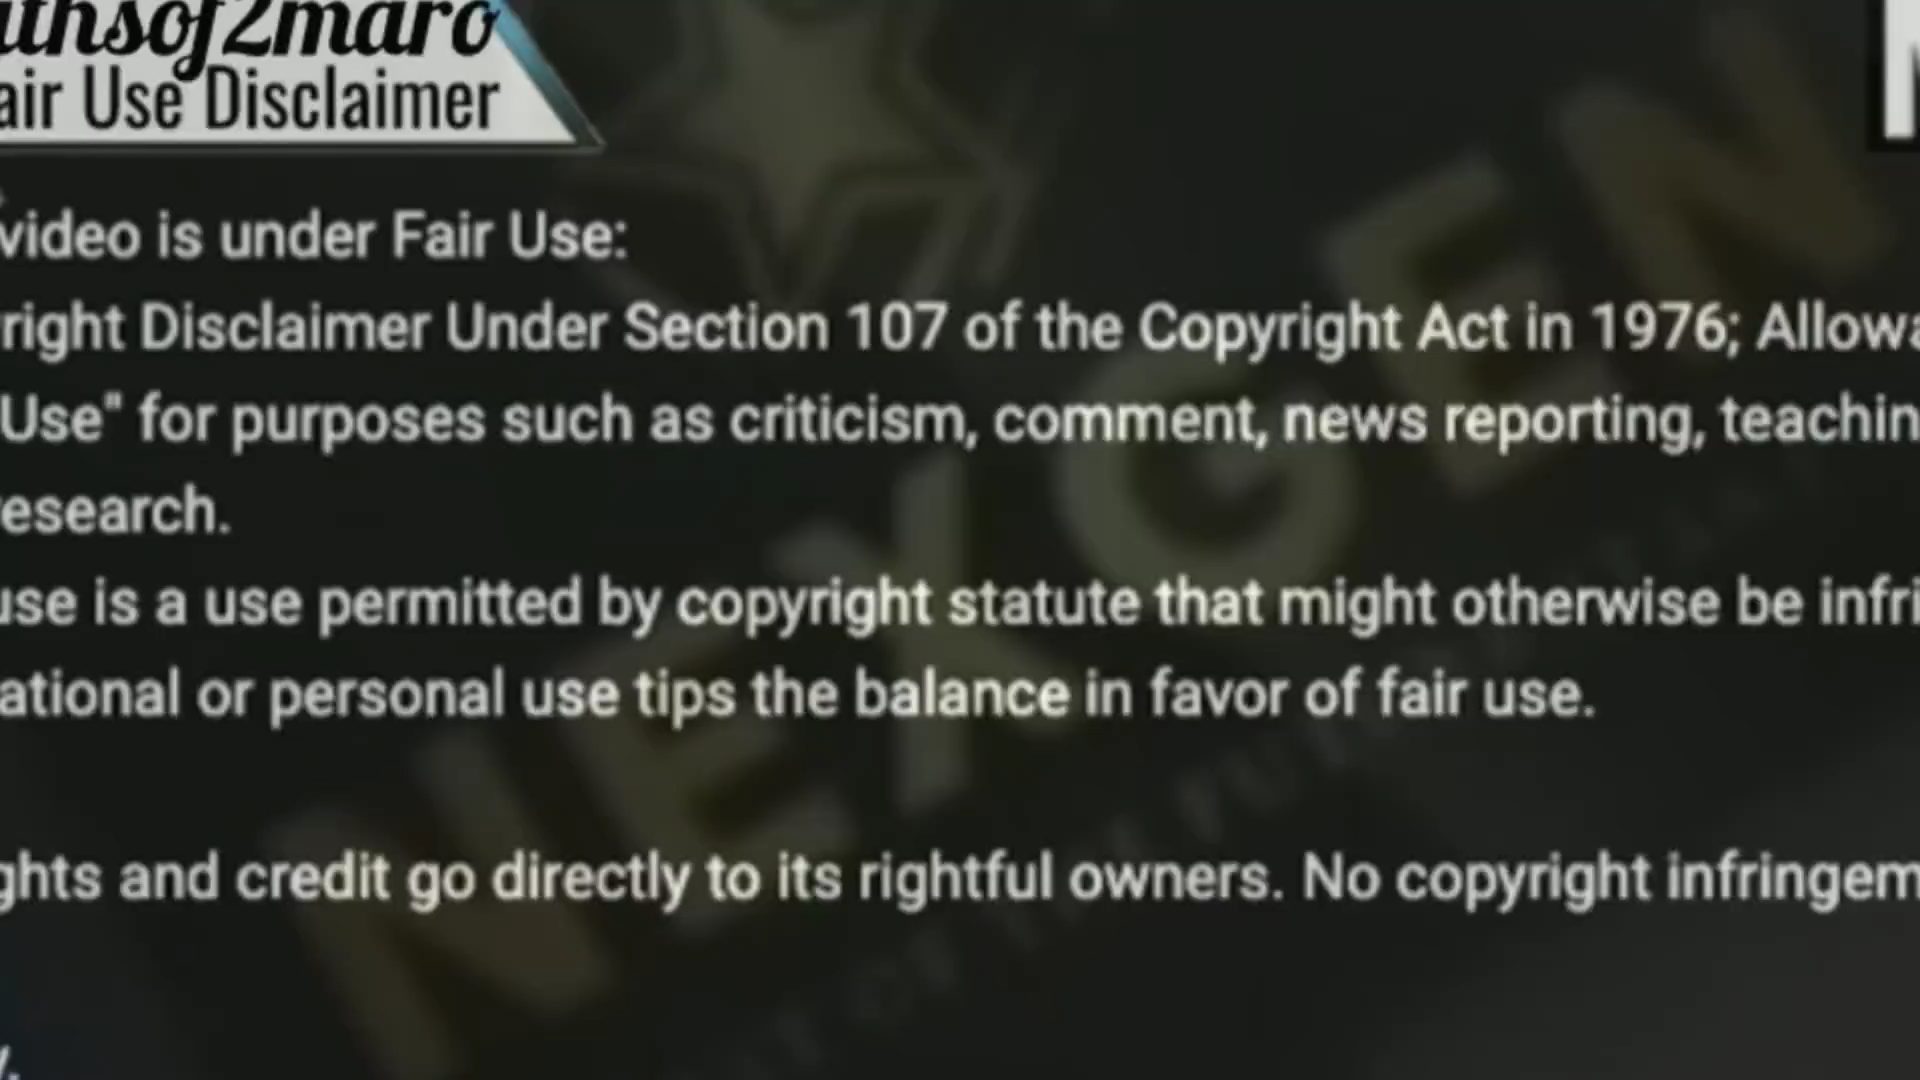 uthsof2maro
air Use Disclaimer
video is under Fair Use:
right Disclaimer Under Section 107 of the Copyright Act in 1976; Allowa
Use" for purposes such as criticism, comment, news reporting, teachin
research.
use is a use permitted by copyright statute that might otherwise be infri
ational or personal use tips the balance in favor of fair use.
ghts and credit go directly to its rightful owners. No copyright infringem
NEXGEN